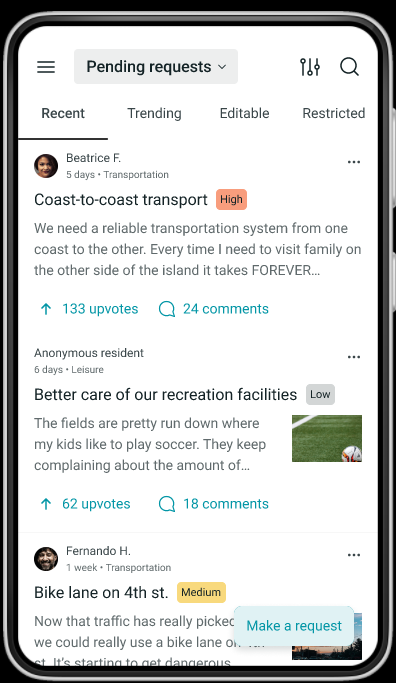 Pending requests
Recent Trending Editable Restricted
Beatrice F.
5 days • Transportation
Coast-to-coast transport High
We need a reliable transportation system from one
coast to the other. Every time I need to visit family on
the other side of the island it takes FOREVER...
133 upvotes 24 comments
Anonymous resident
6 days • Leisure
Better care of our recreation facilities Low
The fields are pretty run down where
my kids like to play soccer. They keep
complaining about the amount of...
62 upvotes 18 comments
Fernando H.
1 week • Transportation
Bike lane on 4th st. Medium
Now that traffic has really picked
we could really use a bike lane on 4th
Make a request
st. It's starting to get dangerous